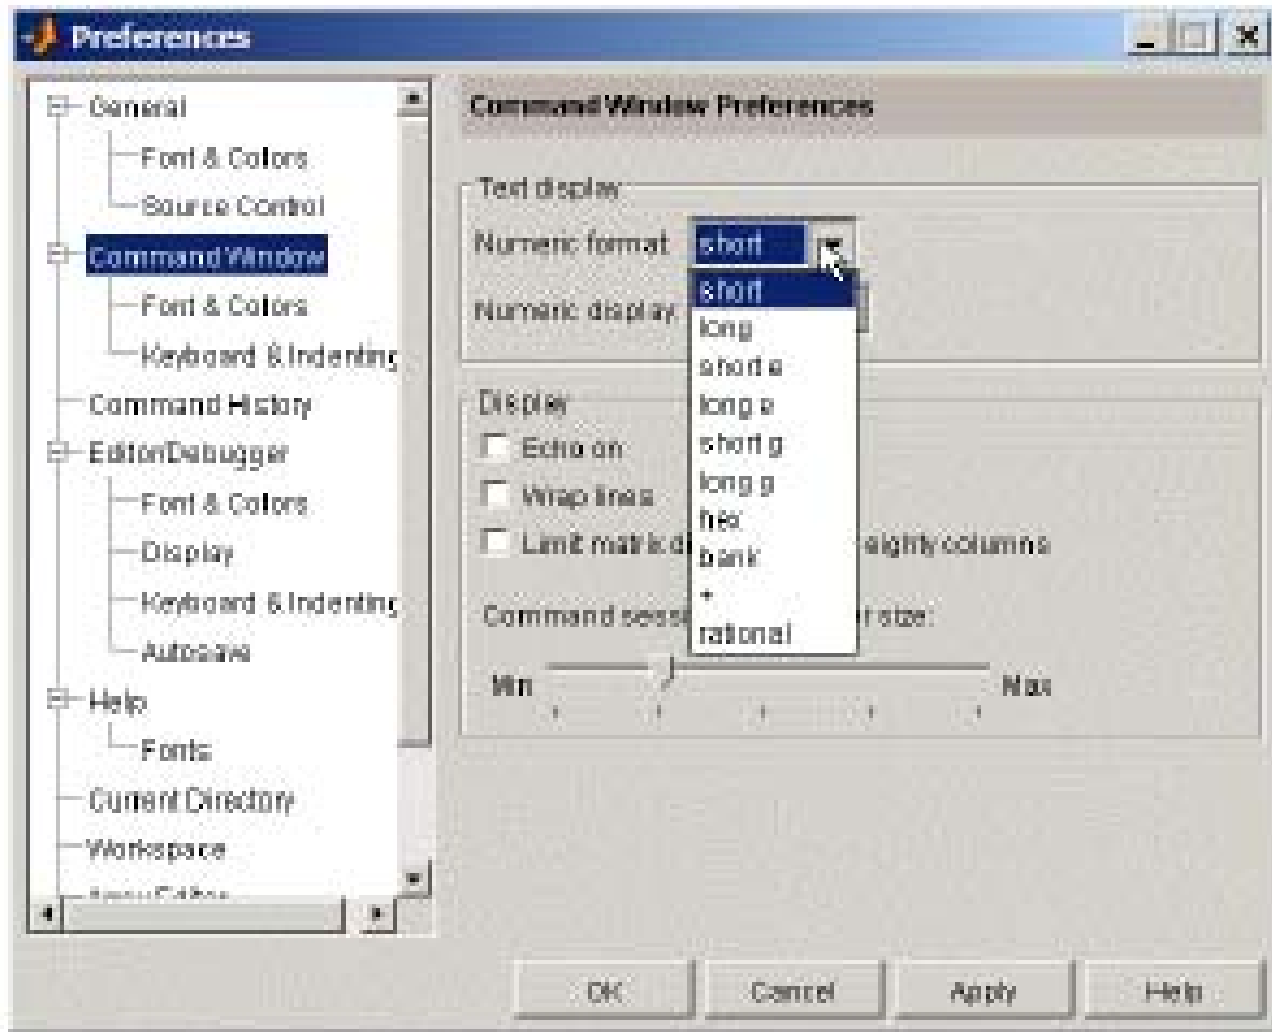 Preferences
General
Font & Colors
Source Control
Command Window
Font & Colors
Keyboard & Indenting
Command History
Editor/Debugger
Font & Colors
Display
Keyboard & Indenting
Autosave
Help
Fonts
Current Directory
Workspace
Array Editor
Command Window Preferences
Text display
Numeric format
short
Numeric display
short
long
short e
long e
short g
long g
hex
bank
+
rational
Display
Echo on
Wrap lines
Limit matrix di eighty columns
Command sessi r size:
Min Max
OK Cancel Apply Help